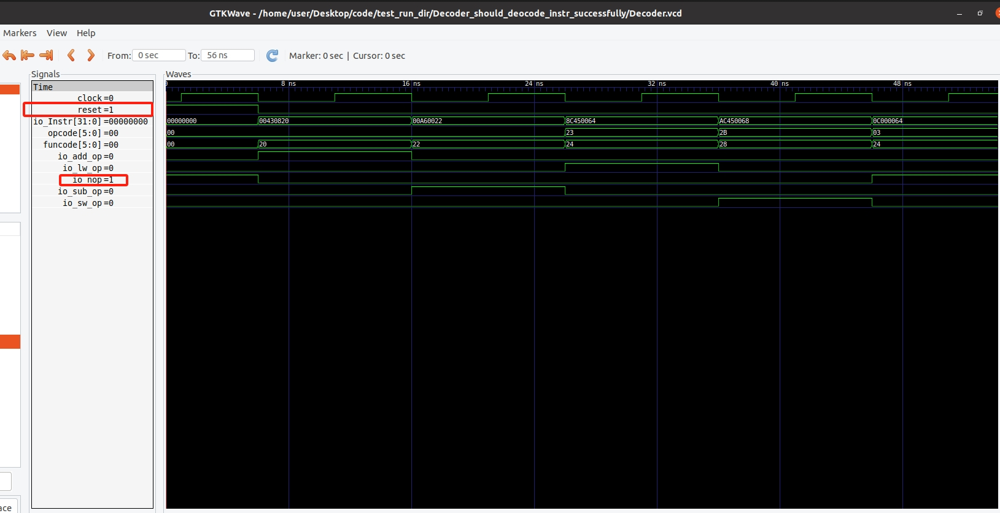 GTKWave - /home/user/Desktop/code/test_run_dir/Decoder_should_deocode_instr_successfully/Decoder.vcd
Markers View Help
From: 0 sec To: 56 ns Marker: 0 sec | Cursor: 0 sec
Signals Waves
Time 0 8 ns 16 ns 24 ns 32 ns 40 ns 48 ns
clock =0
reset =1
io_Instr[31:0] =00000000 00000000 00430820 00A60022 8C450064 AC450068 0C000064
opcode[5:0] =00 00 23 2B 03
funcode[5:0] =00 00 20 22 24 28 24
io_add_op =0
io_lw_op =0
io_nop =1
io_sub_op =0
io_sw_op =0
ace